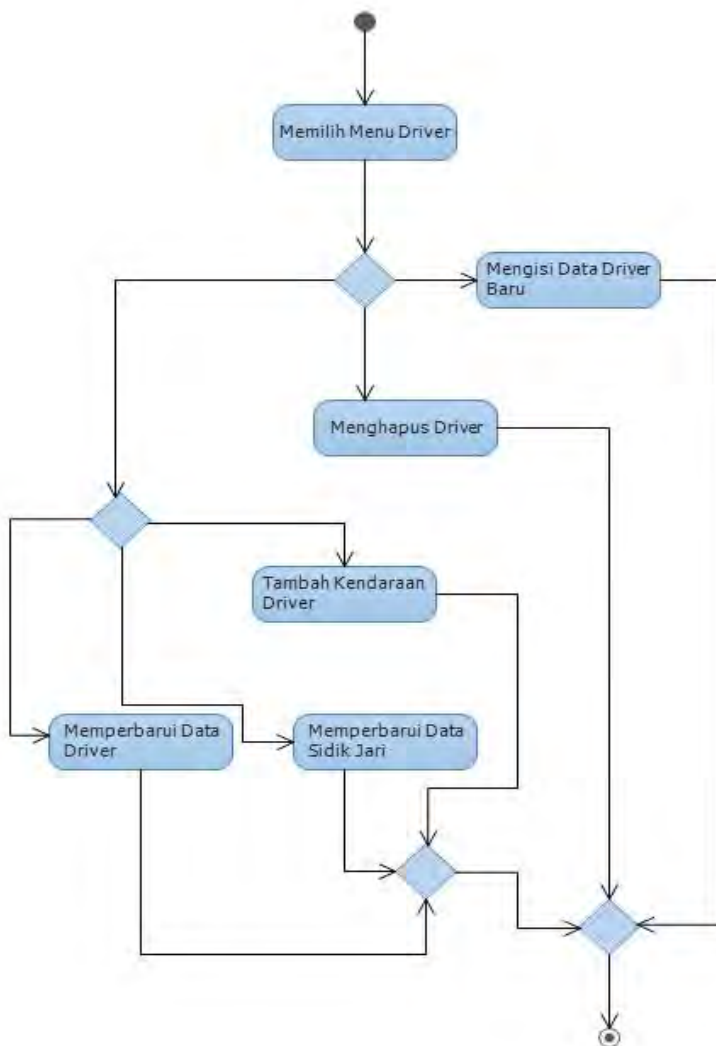 Memilih Menu Driver
Mengisi Data Driver
Baru
Menghapus Driver
Tambah Kendaraan
Driver
Memperbarui Data
Driver
Memperbarui Data
Sidik Jari